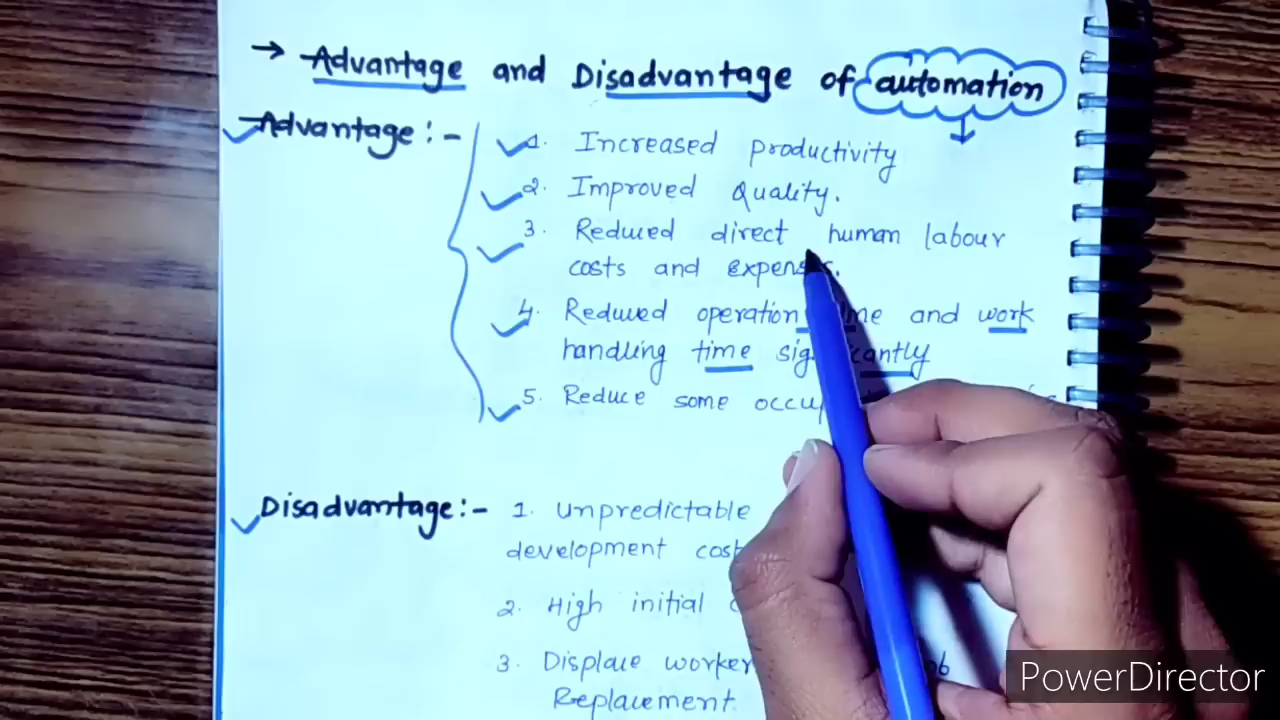 → Advantage and Disadvantage of automation
Advantage :-
1. Increased productivity
2. Improved Quality.
3. Reduced direct human labour
costs and
4. Reduced operation and work
handling time
5. Reduce some
Disadvantage :- 1. Unpredictable
development
2. High initial
3. Displace
Replacement
PowerDirector